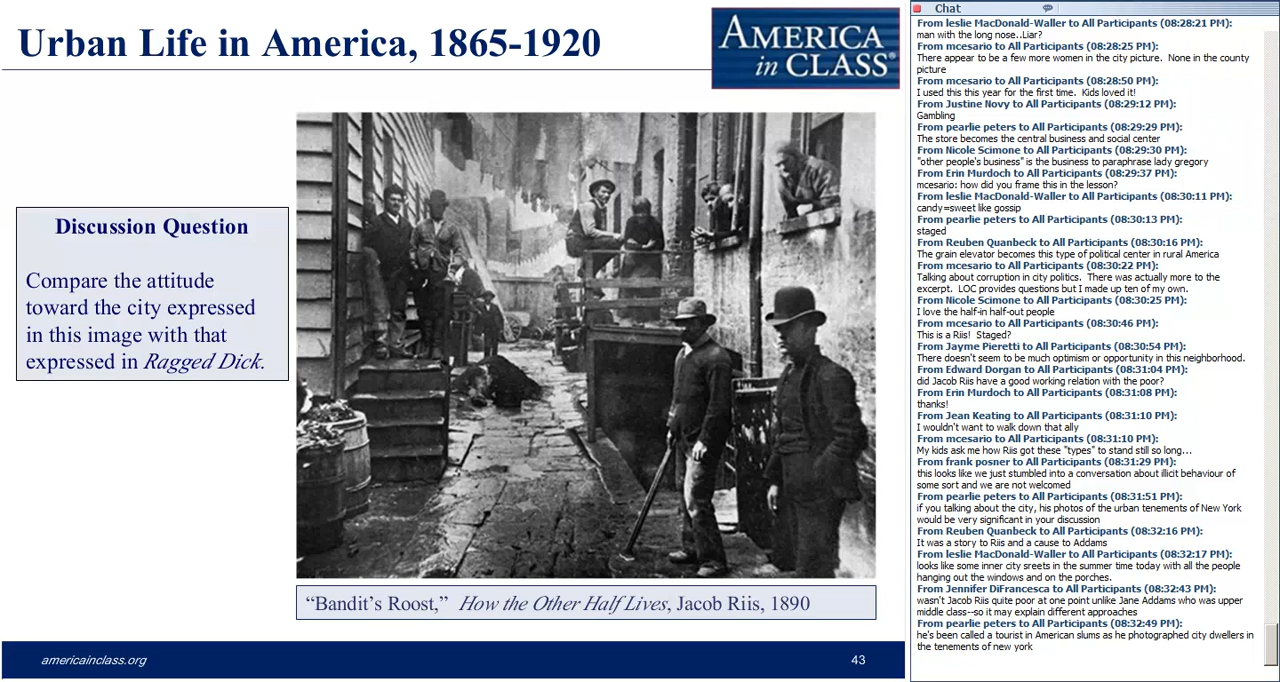 Urban Life in America, 1865-1920
AMERICA
in CLASS®
Discussion Question
Compare the attitude
toward the city expressed
in this image with that
expressed in Ragged Dick.
“Bandit’s Roost,” How the Other Half Lives, Jacob Riis, 1890
americainclass.org
43
Chat
From leslie MacDonald-Waller to All Participants (08:28:21 PM):
man with the long nose..Liar?
From mcesario to All Participants (08:28:25 PM):
There appear to be a few more women in the city picture. None in the county
picture
From mcesario to All Participants (08:28:50 PM):
I used this this year for the first time. Kids loved it!
From Justine Novy to All Participants (08:29:12 PM):
Gambling
From pearlie peters to All Participants (08:29:29 PM):
The store becomes the central business and social center
From Nicole Scimone to All Participants (08:29:30 PM):
"other people's business" is the business to paraphrase lady gregory
From Erin Murdoch to All Participants (08:29:37 PM):
mcesario: how did you frame this in the lesson?
From leslie MacDonald-Waller to All Participants (08:30:11 PM):
candy=sweet like gossip
From pearlie peters to All Participants (08:30:13 PM):
staged
From Reuben Quanbeck to All Participants (08:30:16 PM):
The grain elevator becomes this type of political center in rural America
From mcesario to All Participants (08:30:22 PM):
Talking about corruption in city politics. There was actually more to the
excerpt. LOC provides questions but I made up ten of my own.
From Nicole Scimone to All Participants (08:30:25 PM):
I love the half-in half-out people
From mcesario to All Participants (08:30:46 PM):
This is a Riis! Staged?
From Jayme Pieretti to All Participants (08:30:54 PM):
There doesn't seem to be much optimism or opportunity in this neighborhood.
From Edward Dorgan to All Participants (08:31:04 PM):
did Jacob Riis have a good working relation with the poor?
From Erin Murdoch to All Participants (08:31:08 PM):
thanks!
From Jean Keating to All Participants (08:31:10 PM):
I wouldn't want to walk down that ally
From mcesario to All Participants (08:31:10 PM):
My kids ask me how Riis got these "types" to stand still so long...
From frank posner to All Participants (08:31:29 PM):
this looks like we just stumbled into a conversation about illicit behaviour of
some sort and we are not welcomed
From pearlie peters to All Participants (08:31:51 PM):
if you talking about the city, his photos of the urban tenements of New York
would be very significant in your discussion
From Reuben Quanbeck to All Participants (08:32:16 PM):
It was a story to Riis and a cause to Addams
From leslie MacDonald-Waller to All Participants (08:32:17 PM):
looks like some inner city sreets in the summer time today with all the people
hanging out the windows and on the porches.
From Jennifer DiFrancesca to All Participants (08:32:43 PM):
wasn't Jacob Riis quite poor at one point unlike Jane Addams who was upper
middle class--so it may explain different approaches
From pearlie peters to All Participants (08:32:49 PM):
he's been called a tourist in American slums as he photographed city dwellers in
the tenements of new york